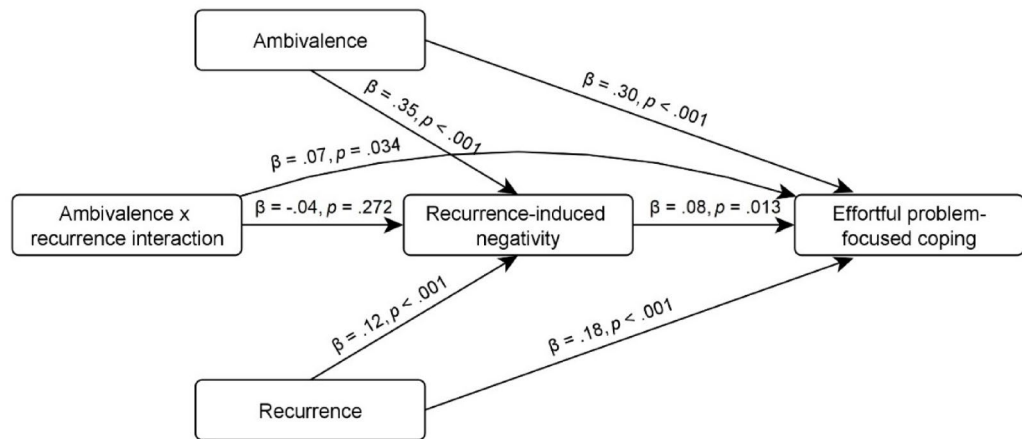 Ambivalence
β = .35, p < .001
β = .30, p < .001
β = .07, p = .034
Ambivalence x
recurrence interaction
β = -.04, p = .272
Recurrence-induced
negativity
β = .08, p = .013
Effortful problem-
focused coping
β = .12, p < .001
β = .18, p < .001
Recurrence